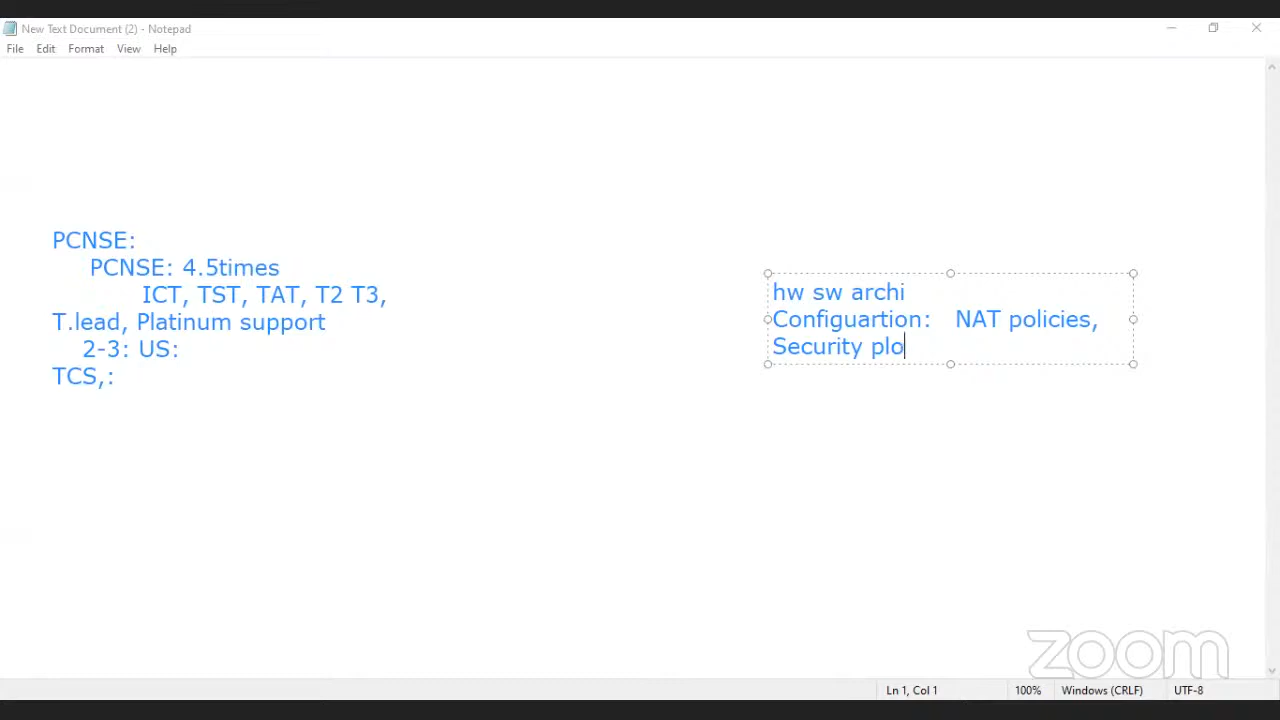 New Text Document (2) - Notepad
File Edit Format View Help
PCNSE:
PCNSE: 4.5times
ICT, TST, TAT, T2 T3,
T.lead, Platinum support
2-3: US:
TCS,:
hw sw archi
Configuartion: NAT policies,
Security plo
zoom
Ln 1, Col 1 100% Windows (CRLF) UTF-8